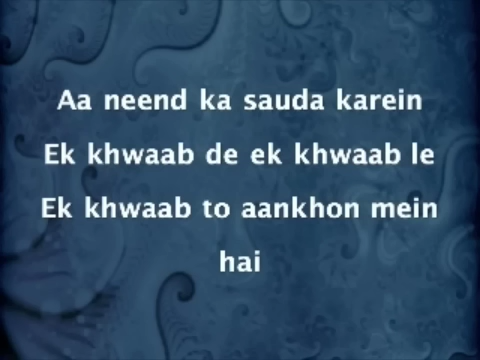 Aa neend ka sauda karein
Ek khwaab de ek khwaab le
Ek khwaab to aankhon mein
hai